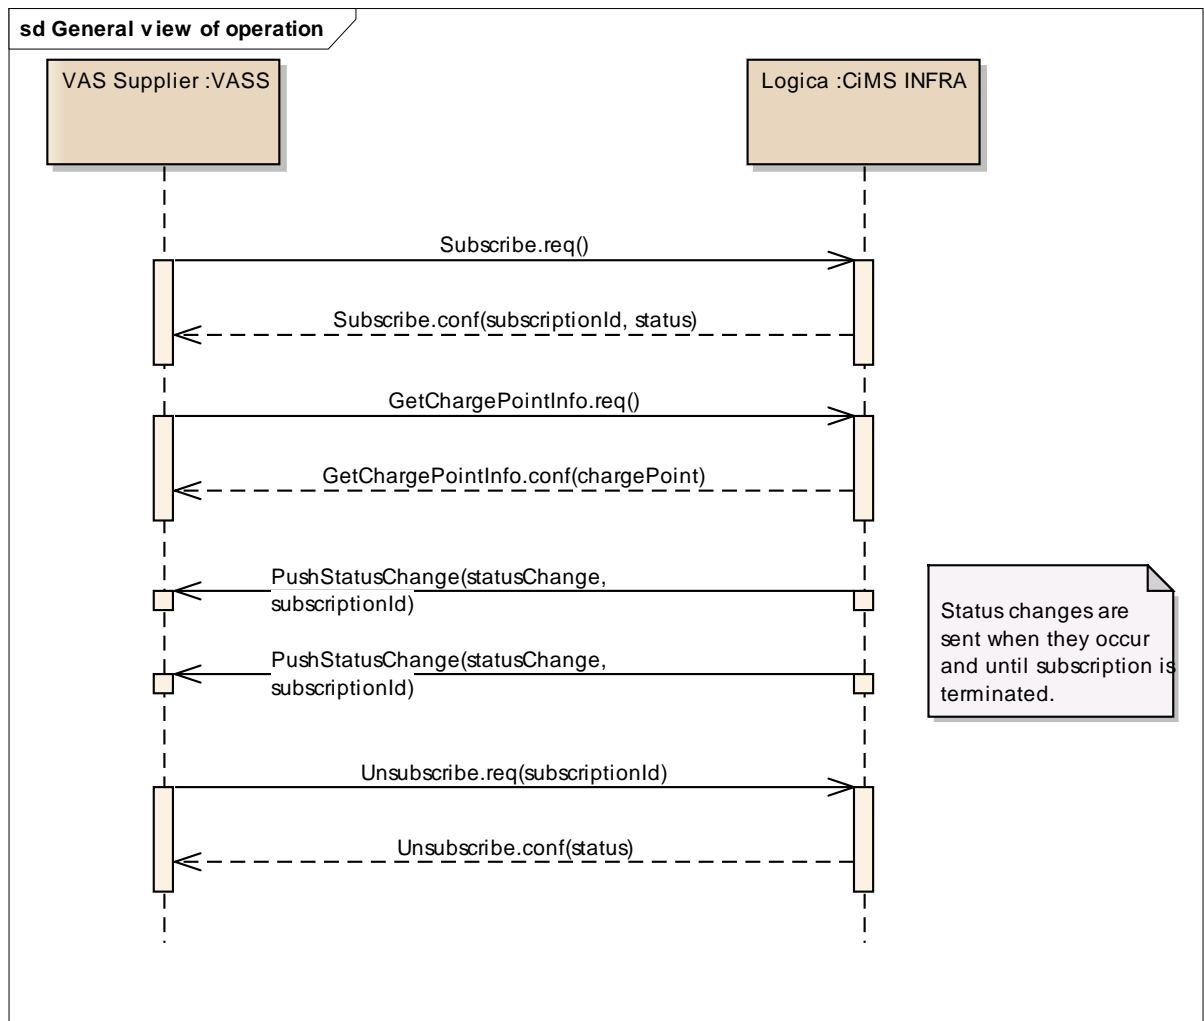 sd General view of operation
VAS Supplier :VASS
Logica :CiMS INFRA
Subscribe.req()
Subscribe.conf(subscriptionId, status)
GetChargePointInfo.req()
GetChargePointInfo.conf(chargePoint)
PushStatusChange(statusChange,
subscriptionId)
Status changes are
sent when they occur
and until subscription is
terminated.
PushStatusChange(statusChange,
subscriptionId)
Unsubscribe.req(subscriptionId)
Unsubscribe.conf(status)